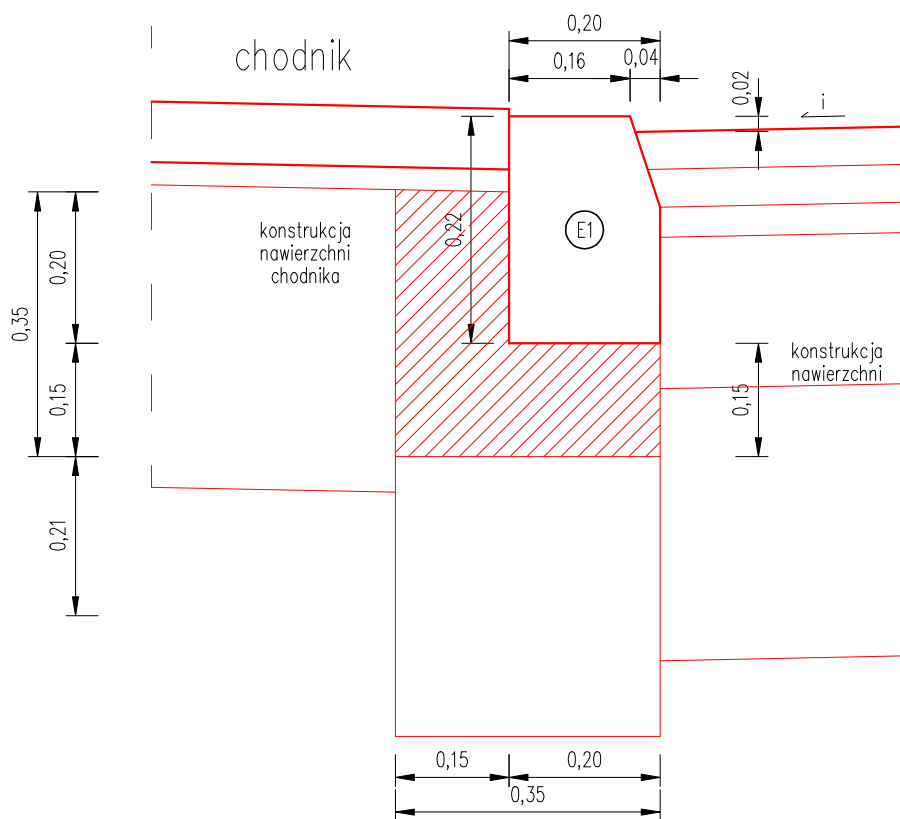 0,20
chodnik
0,16
0,04
0,02
i
konstrukcja
nawierzchni
chodnika
0,22
E1
0,20
0,35
0,15
0,21
konstrukcja
nawierzchni
0,15
0,15
0,20
0,35